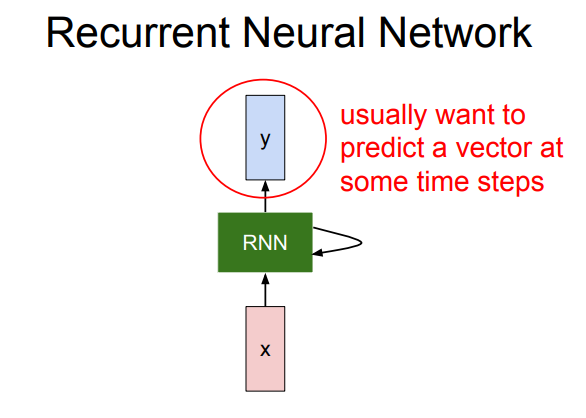 Recurrent Neural Network
y
usually want to
predict a vector at
some time steps
RNN
x